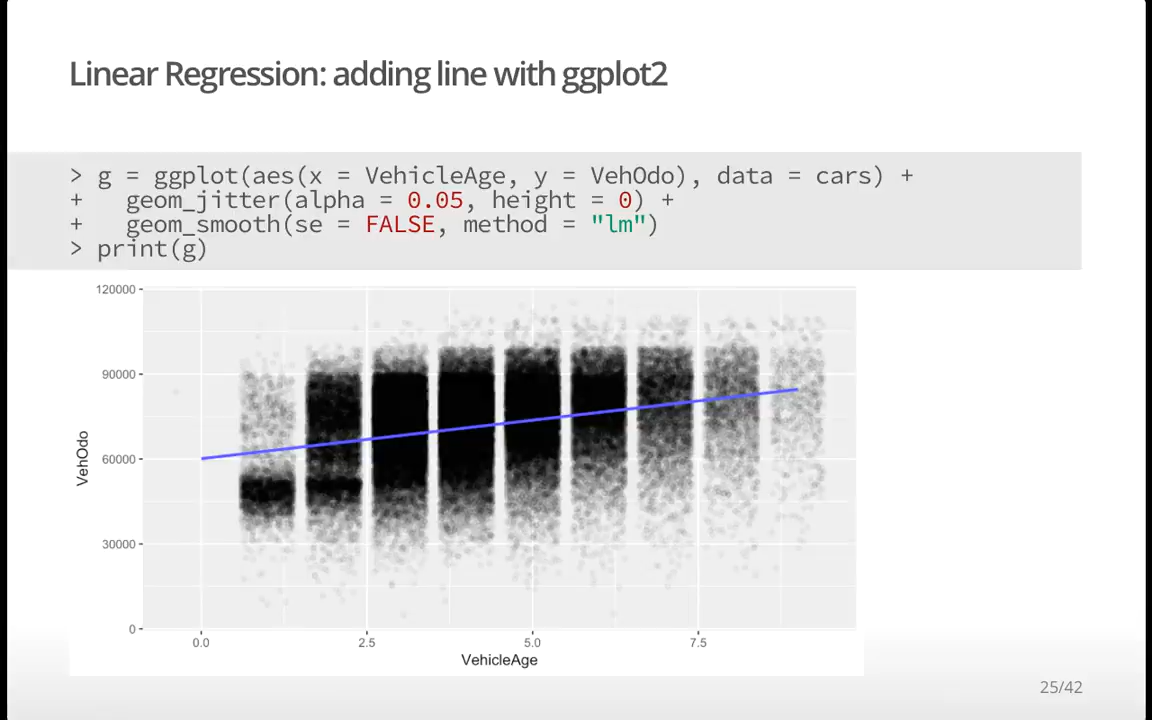 Linear Regression: adding line with ggplot2
> g = ggplot(aes(x = VehicleAge, y = VehOdo), data = cars) +
+   geom_jitter(alpha = 0.05, height = 0) +
+   geom_smooth(se = FALSE, method = "lm")
> print(g)
120000
90000
60000
30000
0
VehOdo
0.0 2.5 5.0 7.5
VehicleAge
25/42